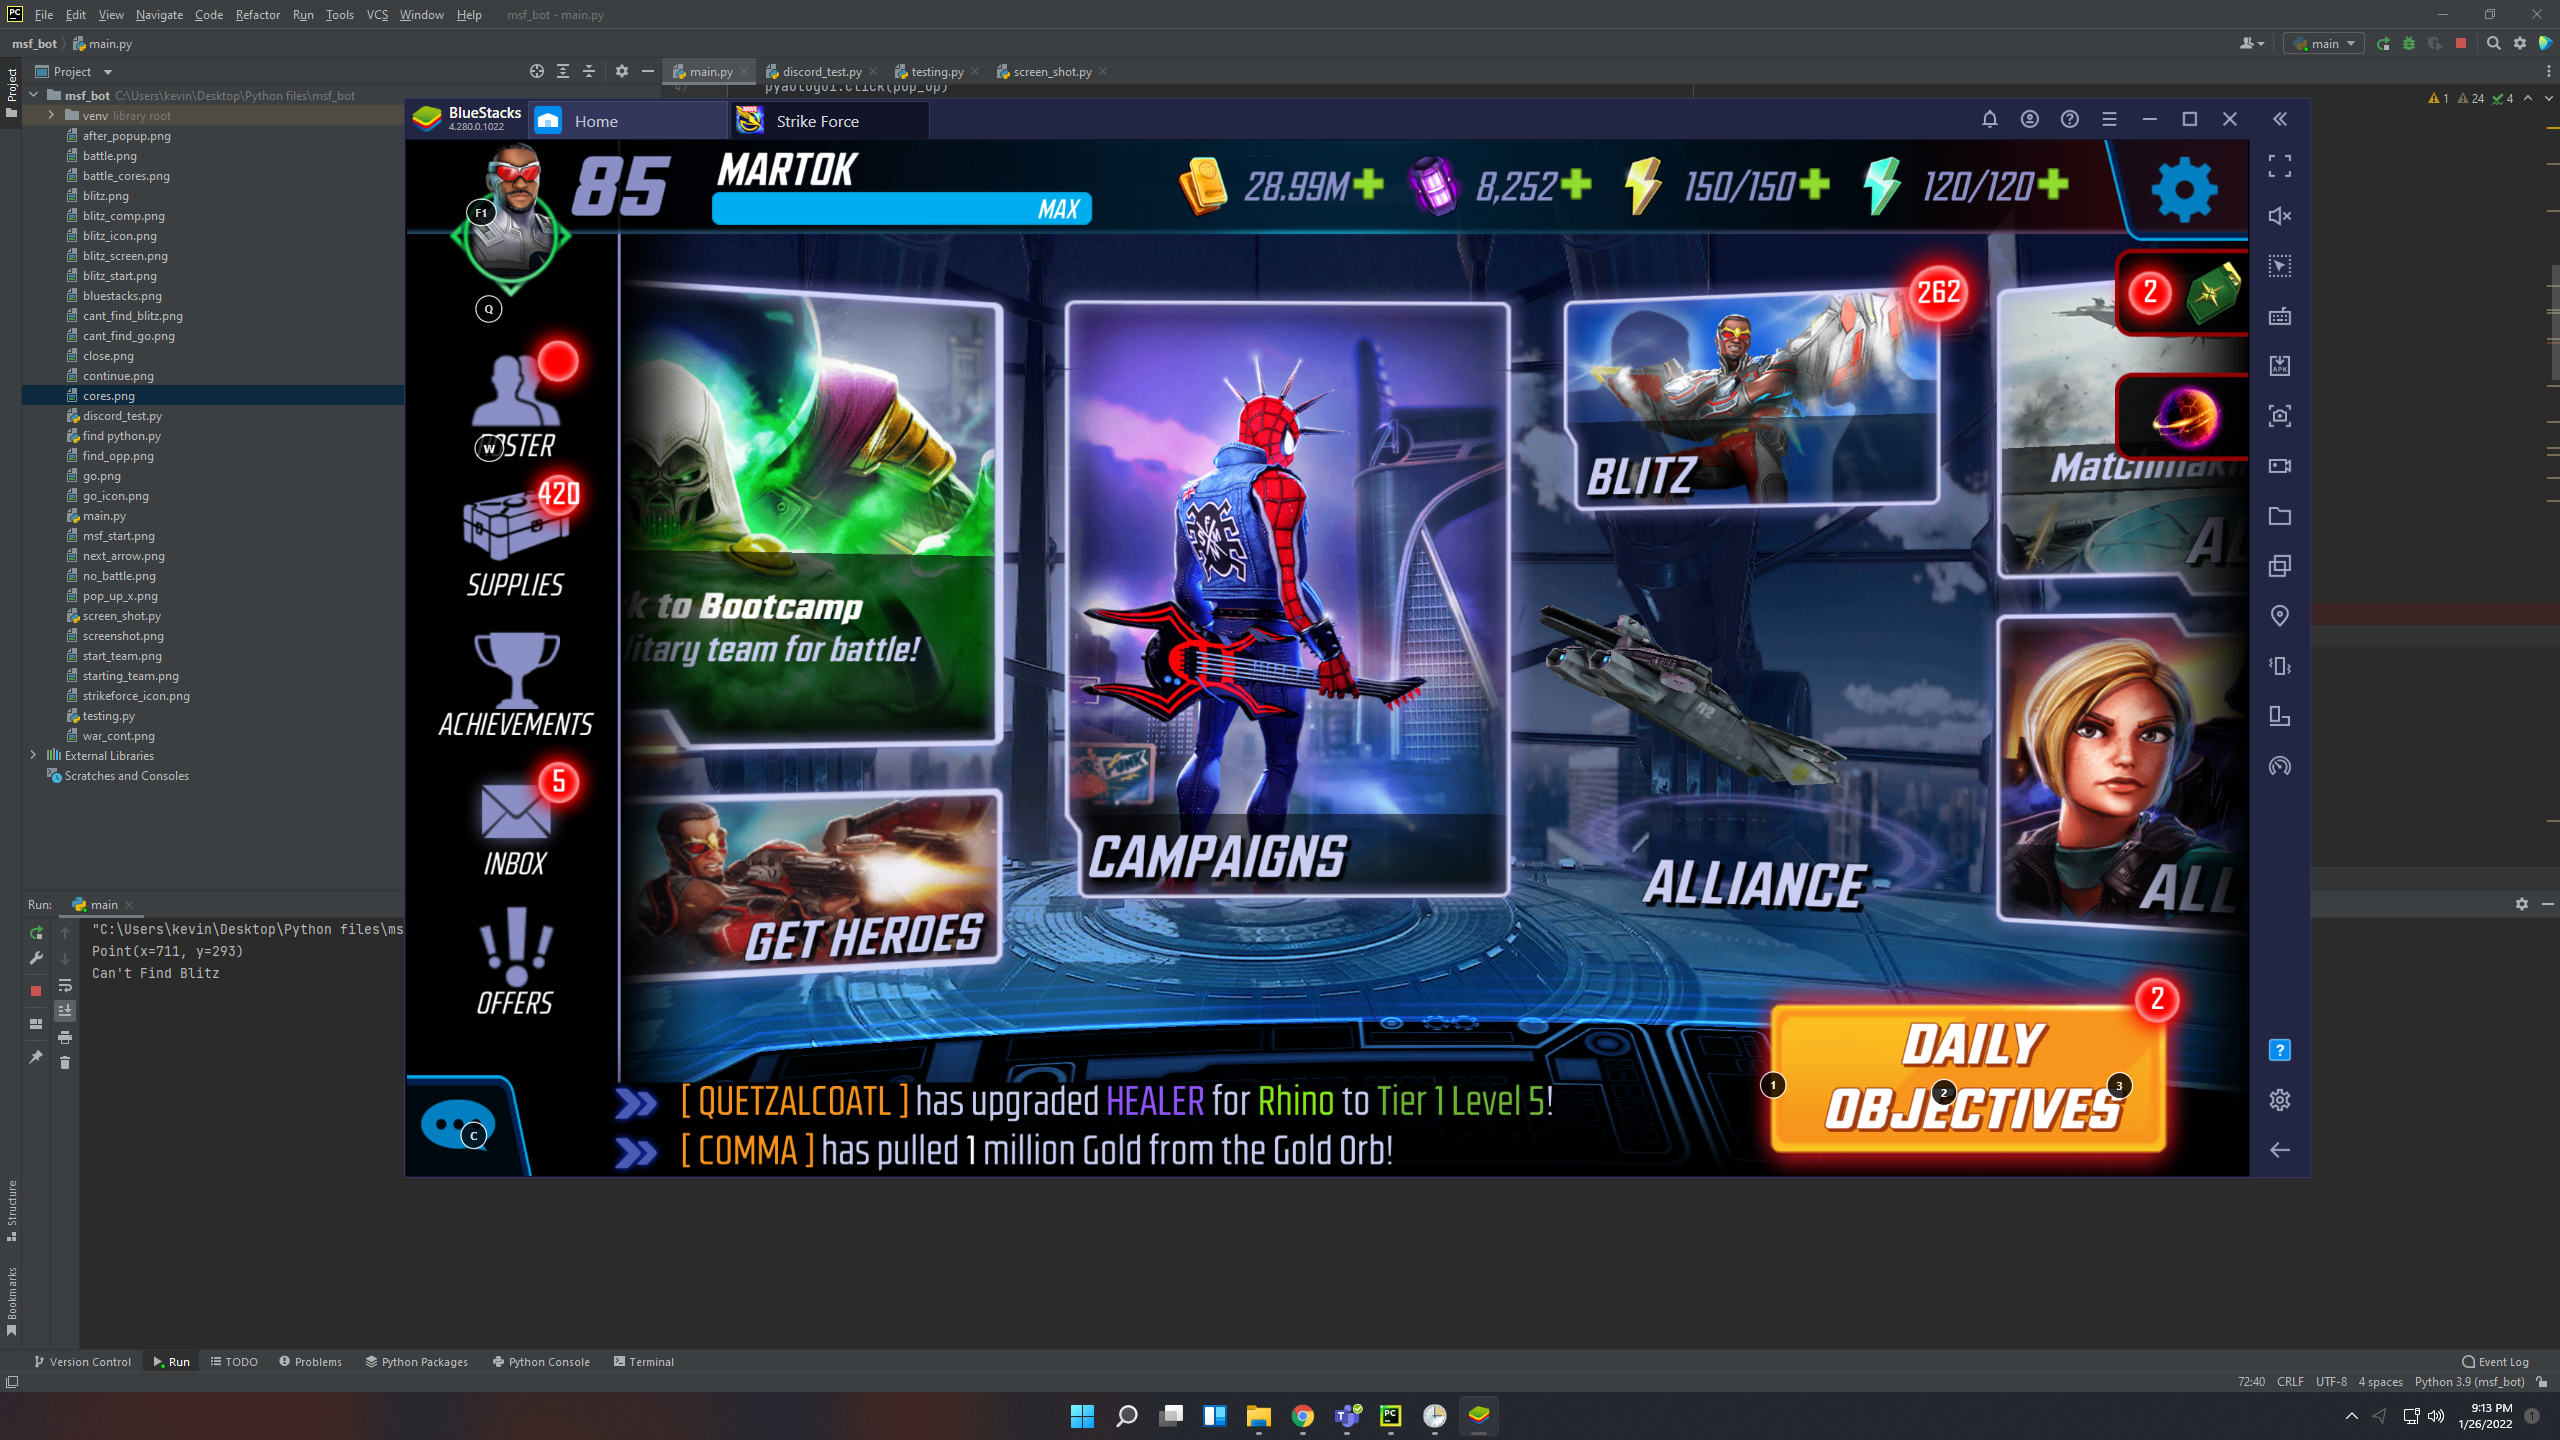 File Edit View Navigate Code Refactor Run Tools VCS Window Help msf_bot - main.py
msf_bot main.py
main
Project
main.py discord_test.py testing.py screen_shot.py
Project
msf_bot C:\Users\kevin\Desktop\Python files\msf_bot
47 pyautogui.click(pop_up)
1 24 4
venv library root
after_popup.png
battle.png
battle_cores.png
blitz.png
blitz_comp.png
blitz_icon.png
blitz_screen.png
blitz_start.png
bluestacks.png
cant_find_blitz.png
cant_find_go.png
close.png
continue.png
cores.png
discord_test.py
find python.py
find_opp.png
go.png
go_icon.png
main.py
msf_start.png
next_arrow.png
no_battle.png
pop_up_x.png
screen_shot.py
screenshot.png
start_team.png
starting_team.png
strikeforce_icon.png
testing.py
war_cont.png
External Libraries
Scratches and Consoles
BlueStacks
4.280.0.1022
Home
Strike Force
85
MARTOK
MAX
28.99M
8,252
150/150
120/120
F1
Q
W
STER
420
SUPPLIES
ACHIEVEMENTS
5
INBOX
OFFERS
C
k to Bootcamp
litary team for battle!
GET HEROES
CAMPAIGNS
262
BLITZ
ALLIANCE
2
Matchmaki
AL
ALL
2
DAILY
OBJECTIVES
1 2 3
[ QUETZALCOATL ] has upgraded HEALER for Rhino to Tier 1 Level 5!
[ COMMA ] has pulled 1 million Gold from the Gold Orb!
APK
Run: main
"C:\Users\kevin\Desktop\Python files\ms
Point(x=711, y=293)
Can't Find Blitz
Structure
Bookmarks
Version Control Run TODO Problems Python Packages Python Console Terminal Event Log
72:40 CRLF UTF-8 4 spaces Python 3.9 (msf_bot)
9:13 PM
1/26/2022
1